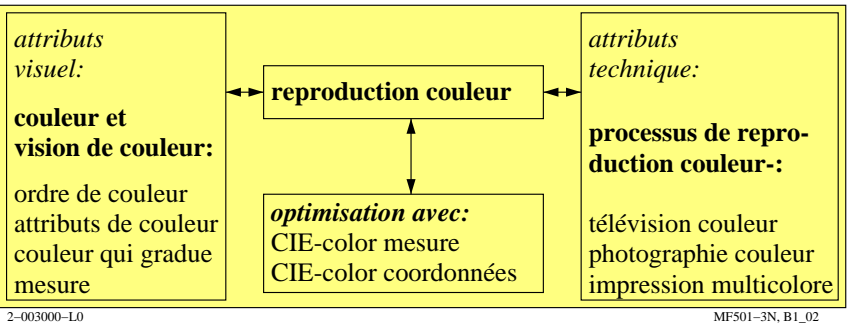 attributs
visuel:
couleur et
vision de couleur:
ordre de couleur
attributs de couleur
couleur qui gradue
mesure
reproduction couleur
optimisation avec:
CIE-color mesure
CIE-color coordonnées
attributs
technique:
processus de repro-
duction couleur-:
télévision couleur
photographie couleur
impression multicolore
2−003000−L0
MF501−3N, B1_02